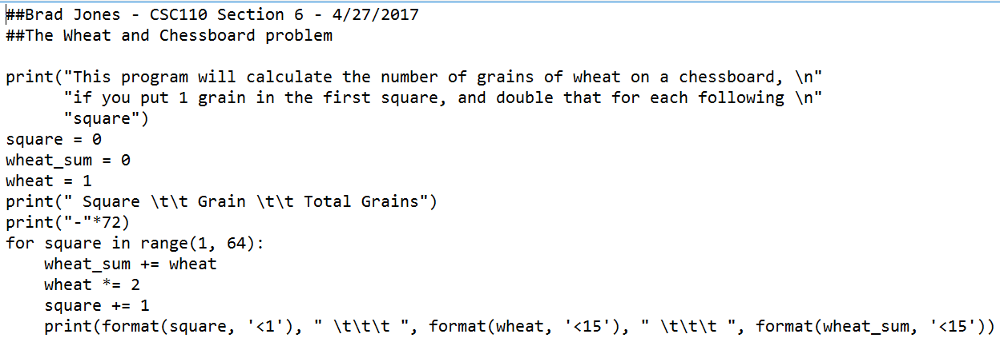 ##Brad Jones - CSC110 Section 6 - 4/27/2017
##The Wheat and Chessboard problem

print("This program will calculate the number of grains of wheat on a chessboard, \n"
      "if you put 1 grain in the first square, and double that for each following \n"
      "square")
square = 0
wheat_sum = 0
wheat = 1
print(" Square \t\t Grain \t\t Total Grains")
print("-"*72)
for square in range(1, 64):
    wheat_sum += wheat
    wheat *= 2
    square += 1
    print(format(square, '<1'), " \t\t\t ", format(wheat, '<15'), " \t\t\t ", format(wheat_sum, '<15'))